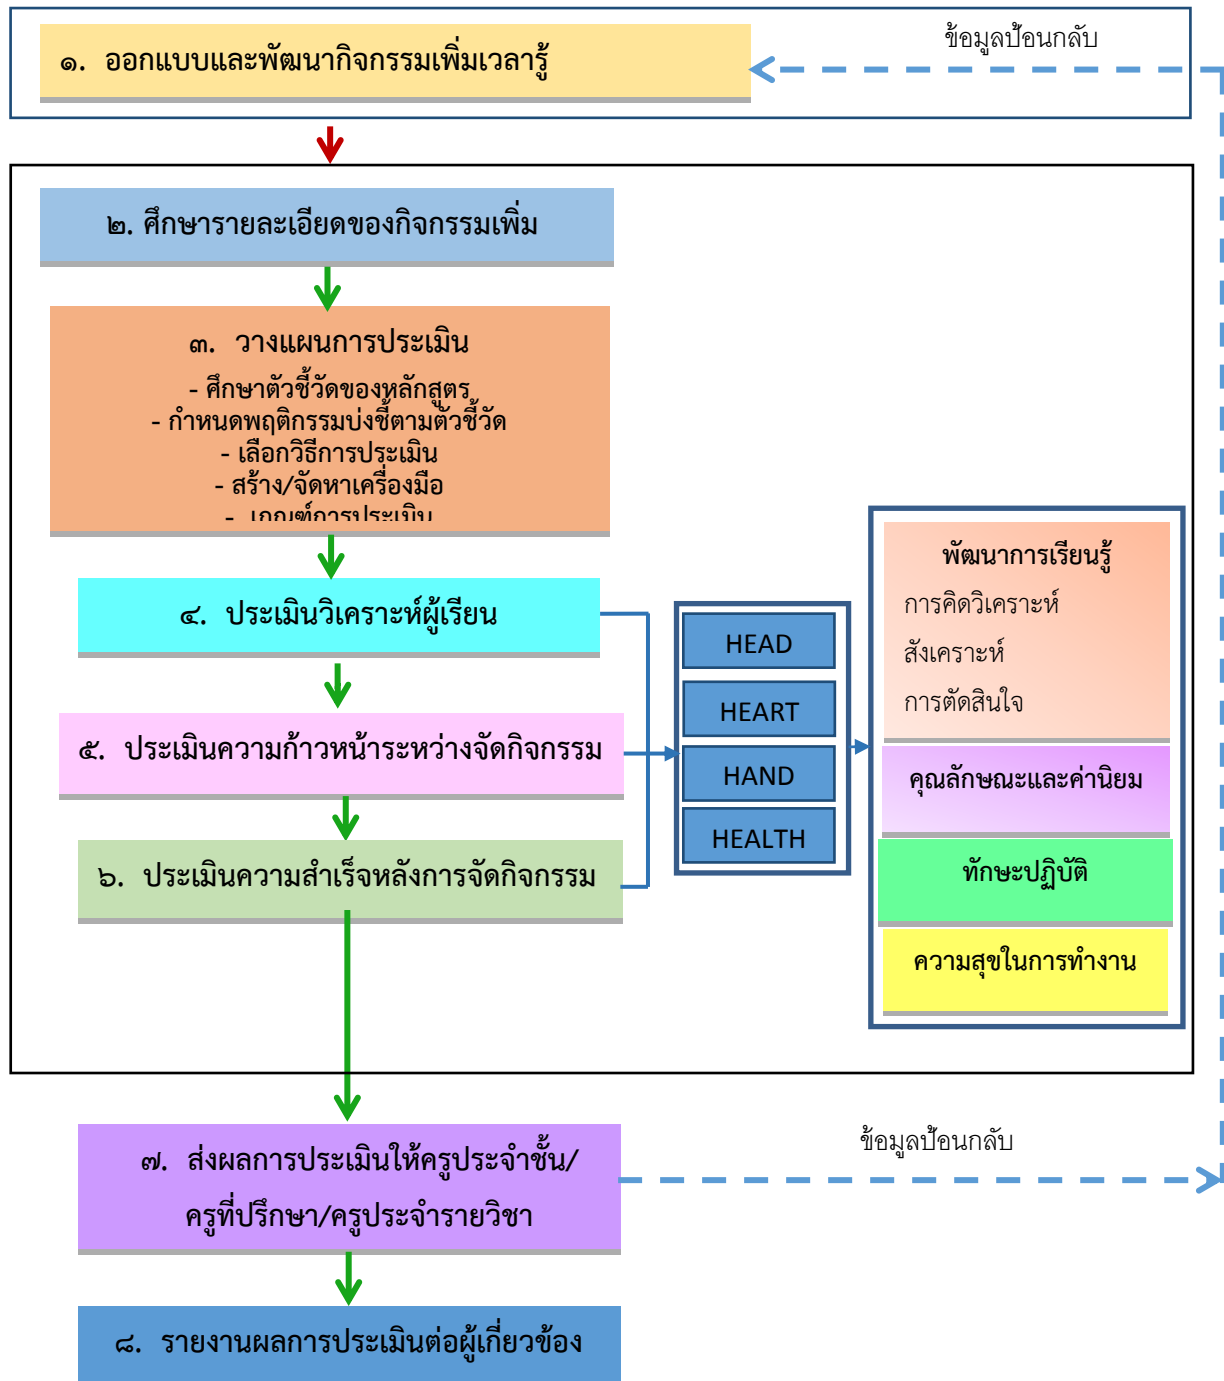 ข้อมูลป้อนกลับ
๑. ออกแบบและพัฒนากิจกรรมเพิ่มเวลารู้
๒. ศึกษารายละเอียดของกิจกรรมเพิ่ม
๓. วางแผนการประเมิน
- ศึกษาตัวชี้วัดของหลักสูตร
- กำหนดพฤติกรรมบ่งชี้ตามตัวชี้วัด
- เลือกวิธีการประเมิน
- สร้าง/จัดหาเครื่องมือ
- เกณฑ์การประเมิน
๔. ประเมินวิเคราะห์ผู้เรียน
๕. ประเมินความก้าวหน้าระหว่างจัดกิจกรรม
๖. ประเมินความสำเร็จหลังการจัดกิจกรรม
HEAD
HEART
HAND
HEALTH
พัฒนาการเรียนรู้
การคิดวิเคราะห์
สังเคราะห์
การตัดสินใจ
คุณลักษณะและค่านิยม
ทักษะปฏิบัติ
ความสุขในการทำงาน
๗. ส่งผลการประเมินให้ครูประจำชั้น/
ครูที่ปรึกษา/ครูประจำรายวิชา
ข้อมูลป้อนกลับ
๘. รายงานผลการประเมินต่อผู้เกี่ยวข้อง